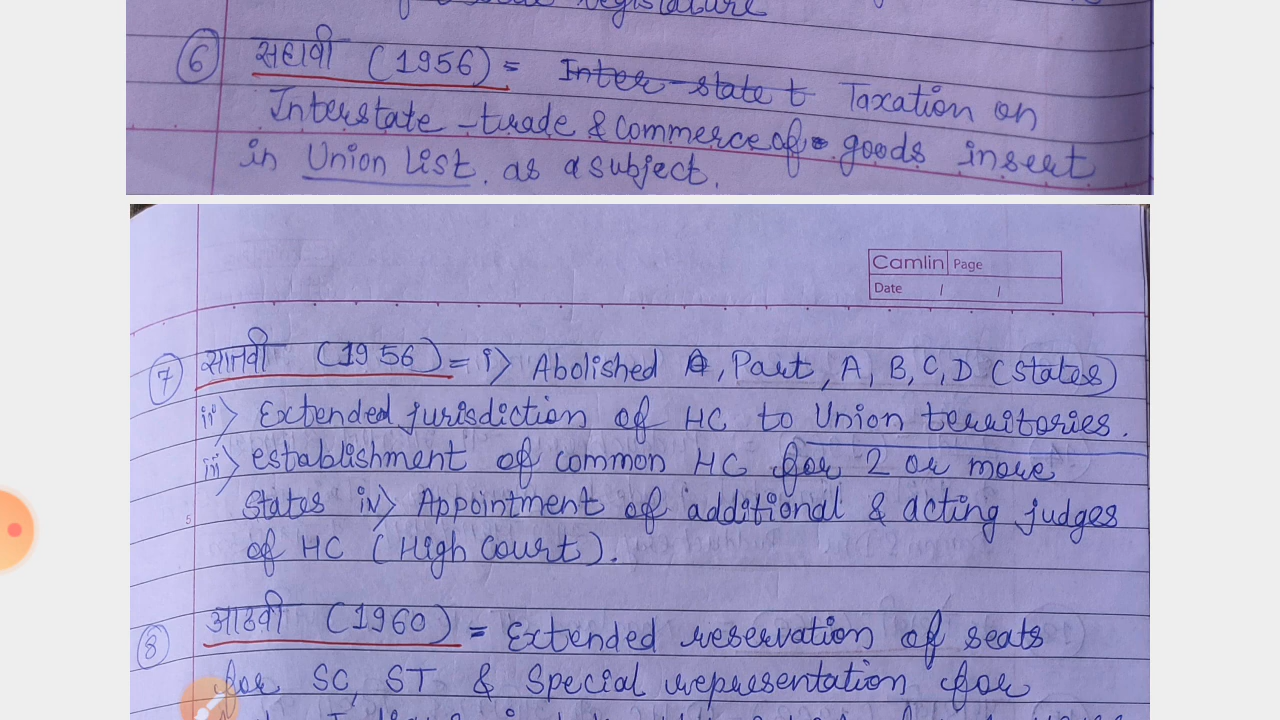 Legislature
6 सहावी (1956) = Inter-state t Taxation on
Interstate-trade & commerce of goods insert
in Union List. as a subject.
Camlin Page
Date / /
7 सातवी (1956) = i> Abolished A, Part, A, B, C, D (States)
ii> Extended jurisdiction of HC to Union territories.
iii> establishment of common HC for 2 or more
States iv> Appointment of additional & acting judges
5
of HC (High Court).
8 आठवी (1960) = Extended reservation of seats
for SC, ST & Special representation for